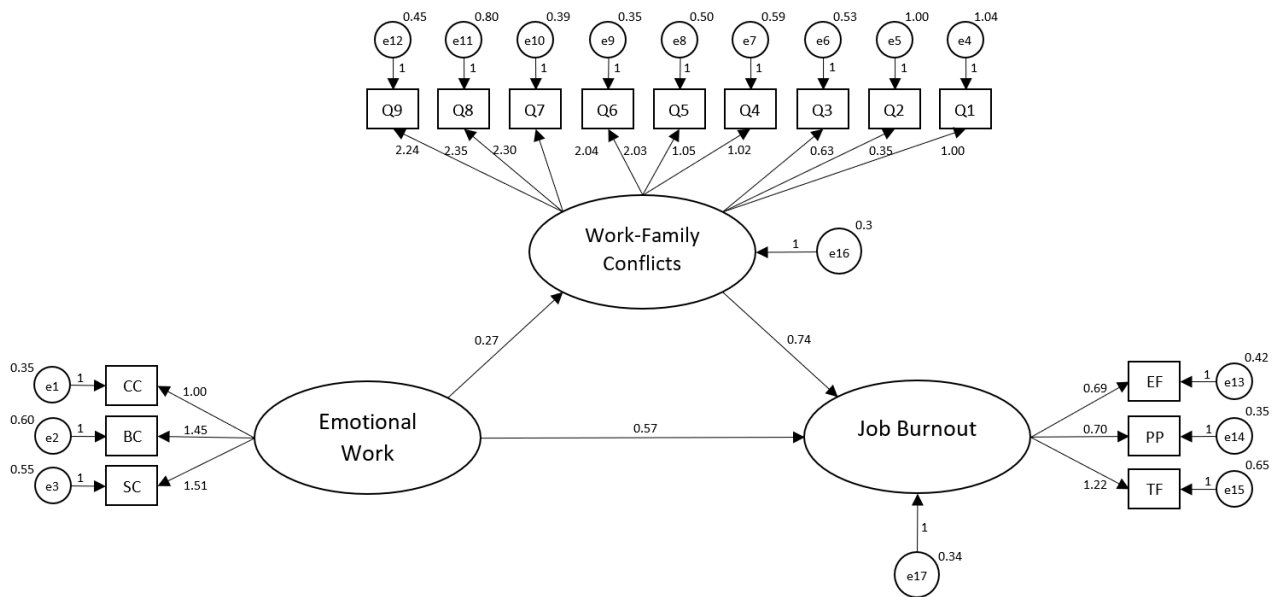 0.45 0.80 0.39 0.35 0.50 0.59 0.53 1.00 1.04
e12 e11 e10 e9 e8 e7 e6 e5 e4
1 1 1 1 1 1 1 1 1
Q9 Q8 Q7 Q6 Q5 Q4 Q3 Q2 Q1
2.24 2.35 2.30 2.04 2.03 1.05 1.02 0.63 0.35 1.00
Work-Family
Conflicts
1 e16 0.3
0.27 0.74
0.35 e1 1 CC 1.00
0.60 e2 1 BC 1.45
0.55 e3 1 SC 1.51
Emotional
Work
0.57
Job Burnout
0.69 EF 1 e13 0.42
0.70 PP 1 e14 0.35
1.22 TF 1 e15 0.65
1
e17 0.34